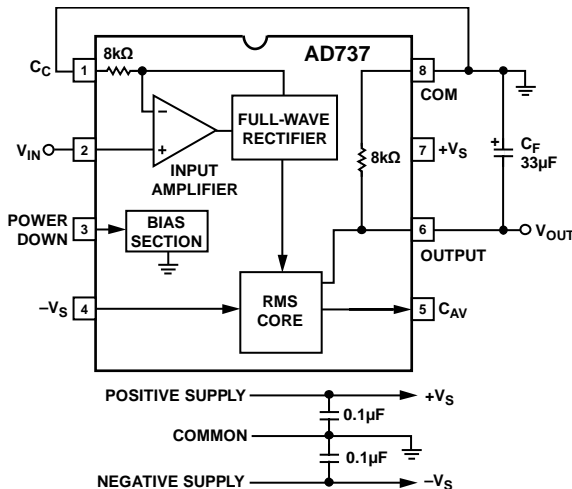 AD737
8kΩ
C_C
1
8
COM
FULL-WAVE
RECTIFIER
V_IN
2
–
+
INPUT
AMPLIFIER
8kΩ
7
+V_S
+
C_F
33µF
POWER
DOWN
3
BIAS
SECTION
6
OUTPUT
V_OUT
–V_S
4
RMS
CORE
5
C_AV
POSITIVE SUPPLY
+V_S
0.1µF
COMMON
0.1µF
NEGATIVE SUPPLY
–V_S